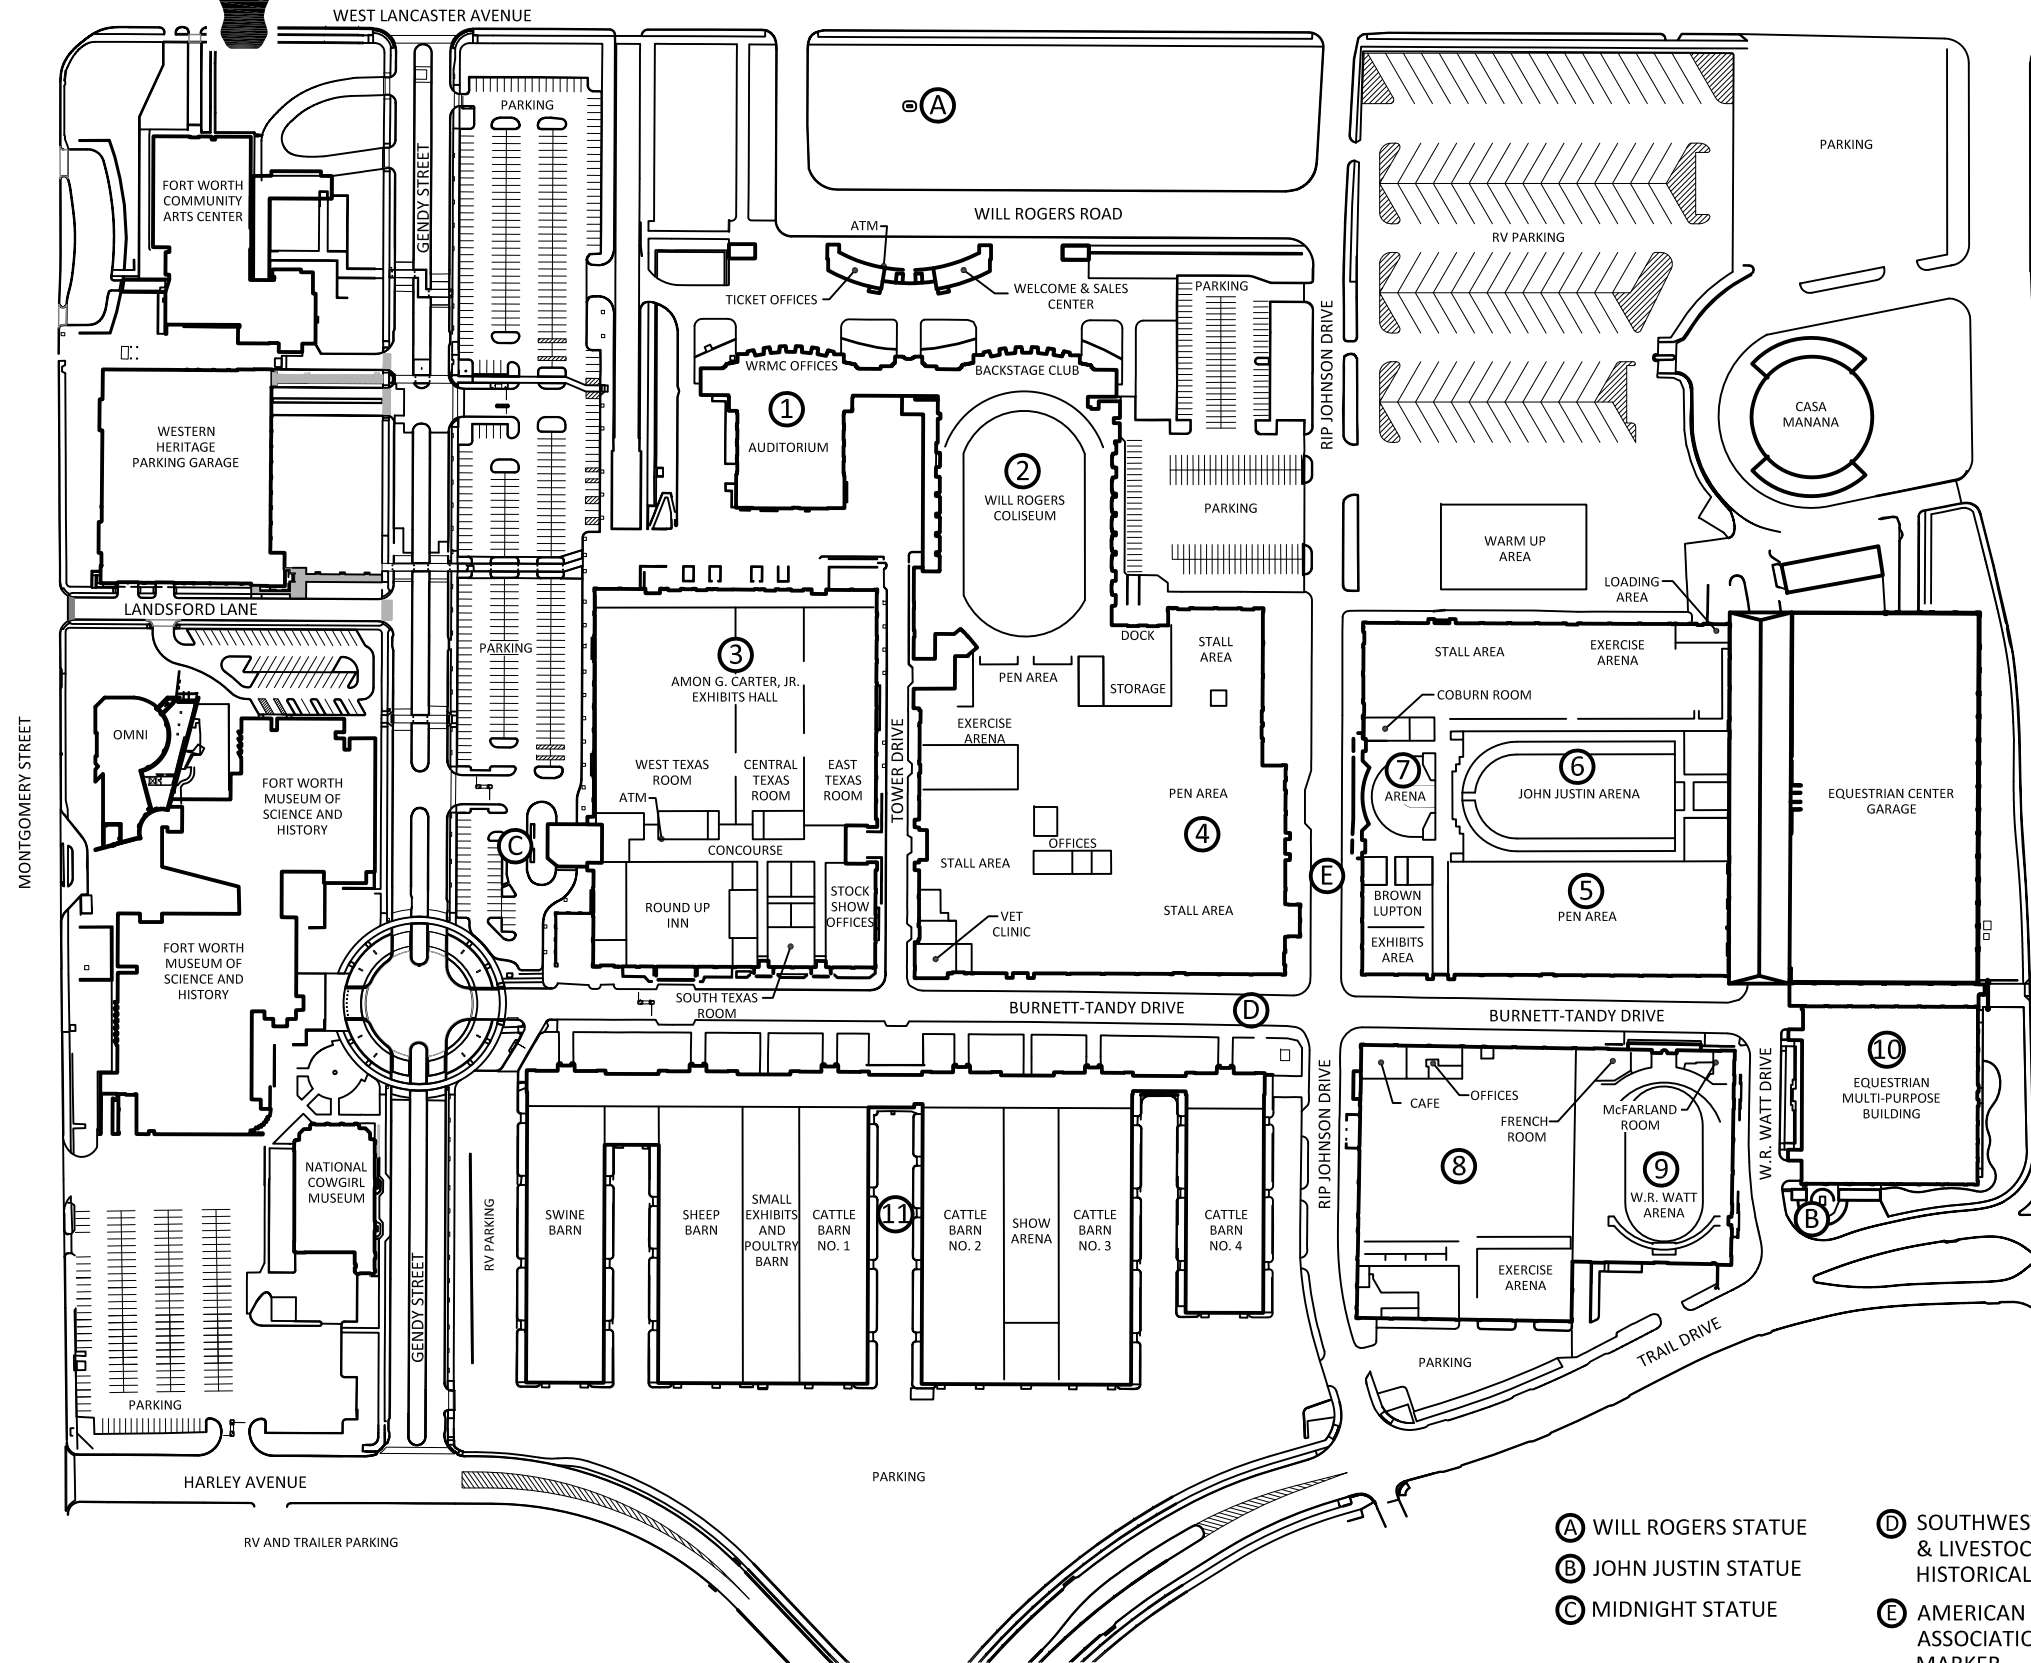 WEST LANCASTER AVENUE
PARKING
A
PARKING
FORT WORTH
COMMUNITY
ARTS CENTER
GENDY STREET
WILL ROGERS ROAD
ATM
RV PARKING
TICKET OFFICES
WELCOME & SALES
CENTER
PARKING
RIP JOHNSON DRIVE
WRMC OFFICES
BACKSTAGE CLUB
1
AUDITORIUM
CASA
MANANA
WESTERN
HERITAGE
PARKING GARAGE
2
WILL ROGERS
COLISEUM
PARKING
PARKING
WARM UP
AREA
LOADING
AREA
LANDSFORD LANE
PARKING
3
AMON G. CARTER, JR.
EXHIBITS HALL
DOCK
STALL
AREA
PEN AREA
STORAGE
STALL AREA
EXERCISE
ARENA
COBURN ROOM
MONTGOMERY STREET
OMNI
FORT WORTH
MUSEUM OF
SCIENCE AND
HISTORY
WEST TEXAS
ROOM
CENTRAL
TEXAS
ROOM
EAST
TEXAS
ROOM
ATM
TOWER DRIVE
EXERCISE
ARENA
PEN AREA
4
7
ARENA
6
JOHN JUSTIN ARENA
EQUESTRIAN CENTER
GARAGE
C
CONCOURSE
OFFICES
STALL AREA
E
ROUND UP
INN
STOCK
SHOW
OFFICES
STALL AREA
VET
CLINIC
BROWN
LUPTON
EXHIBITS
AREA
5
PEN AREA
FORT WORTH
MUSEUM OF
SCIENCE AND
HISTORY
SOUTH TEXAS
ROOM
BURNETT-TANDY DRIVE
D
BURNETT-TANDY DRIVE
10
EQUESTRIAN
MULTI-PURPOSE
BUILDING
RIP JOHNSON DRIVE
CAFE
OFFICES
FRENCH
ROOM
McFARLAND
ROOM
W.R. WATT DRIVE
NATIONAL
COWGIRL
MUSEUM
GENDY STREET
RV PARKING
SWINE
BARN
SHEEP
BARN
SMALL
EXHIBITS
AND
POULTRY
BARN
CATTLE
BARN
NO. 1
11
CATTLE
BARN
NO. 2
SHOW
ARENA
CATTLE
BARN
NO. 3
CATTLE
BARN
NO. 4
8
9
W.R. WATT
ARENA
B
EXERCISE
ARENA
TRAIL DRIVE
PARKING
PARKING
HARLEY AVENUE
PARKING
RV AND TRAILER PARKING
A WILL ROGERS STATUE
B JOHN JUSTIN STATUE
C MIDNIGHT STATUE
D
& 
HISTORICAL
E AMERICAN